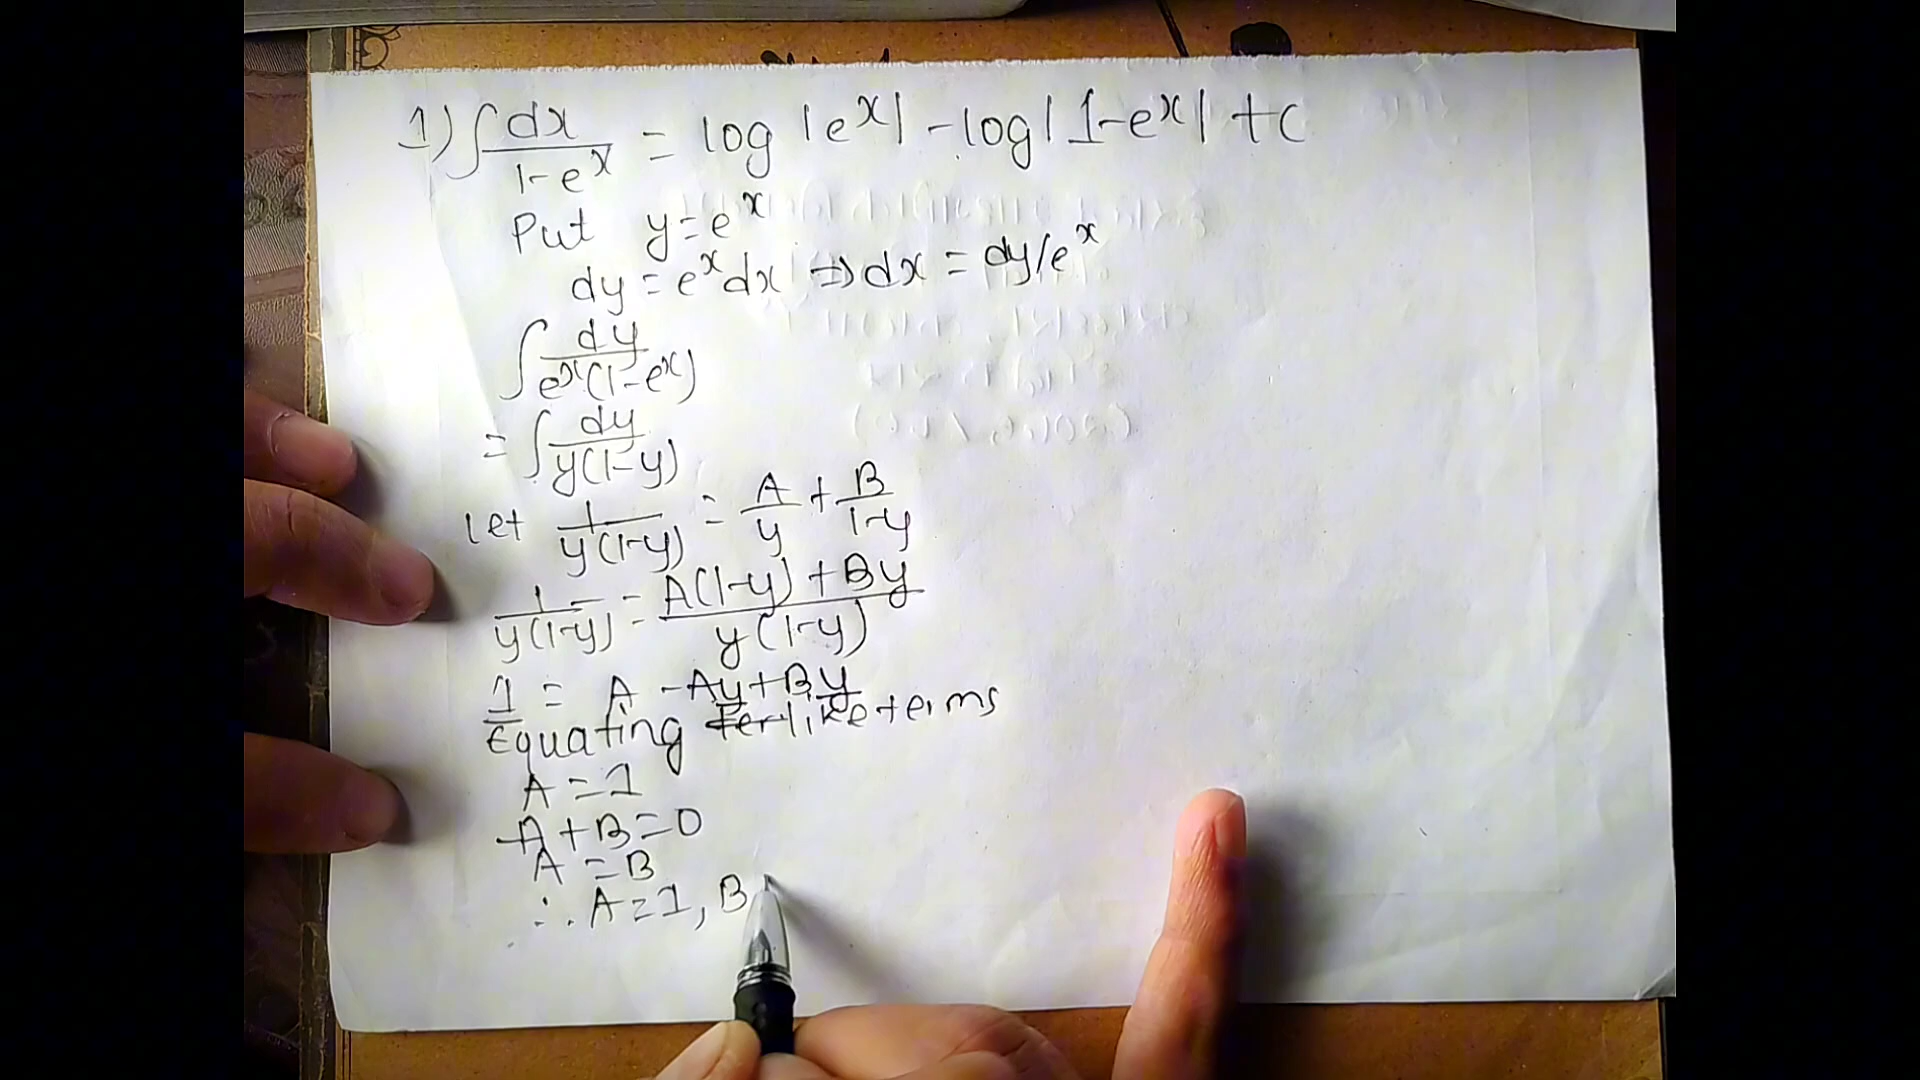 1) ∫ dx / 1-e^x = log |e^x| - log | 1-e^x | + c
Put y = e^x
dy = e^x dx ⇒ dx = dy/e^x
∫ dy / e^x(1-e^x)
= ∫ dy / y(1-y)
let 1 / y(1-y) = A / y + B / 1-y
1 / y(1-y) = A(1-y) + By / y(1-y)
1 = A - Ay + By
Equating like terms
A = 1
-A + B = 0
A = B
∴ A = 1, B